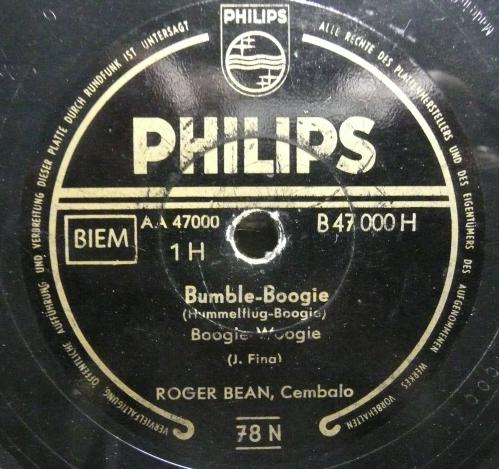 PHILIPS
ALLE RECHTE DES PLATTENHERSTELLERS UND DES EIGENTÜMERS DES AUFGENOMMENEN WERKES VORBEHALTEN
VERVIELFÄLTIGUNG, ÖFFENTLICHE AUFFÜHRUNG UND VERBREITUNG DIESER PLATTE DURCH RUNDFUNK IST UNTERSAGT
PHILIPS
BIEM
AA 47000
B 47 000 H
1 H
Bumble-Boogie
(Hummelflug-Boogie)
Boogie-Woogie
(J. Fina)
ROGER BEAN, Cembalo
78 N